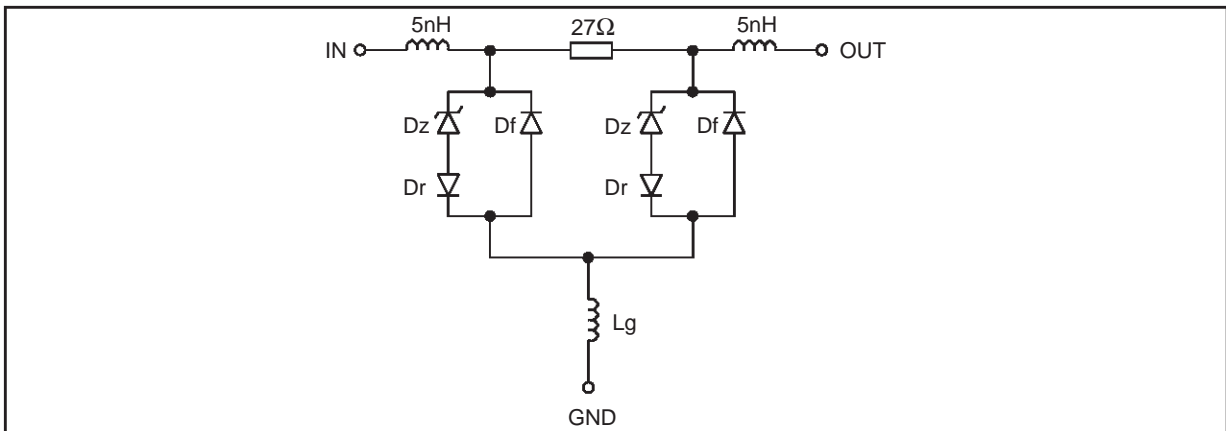 5nH 27Ω 5nH
IN OUT
Dz Df Dz Df
Dr Dr
Lg
GND